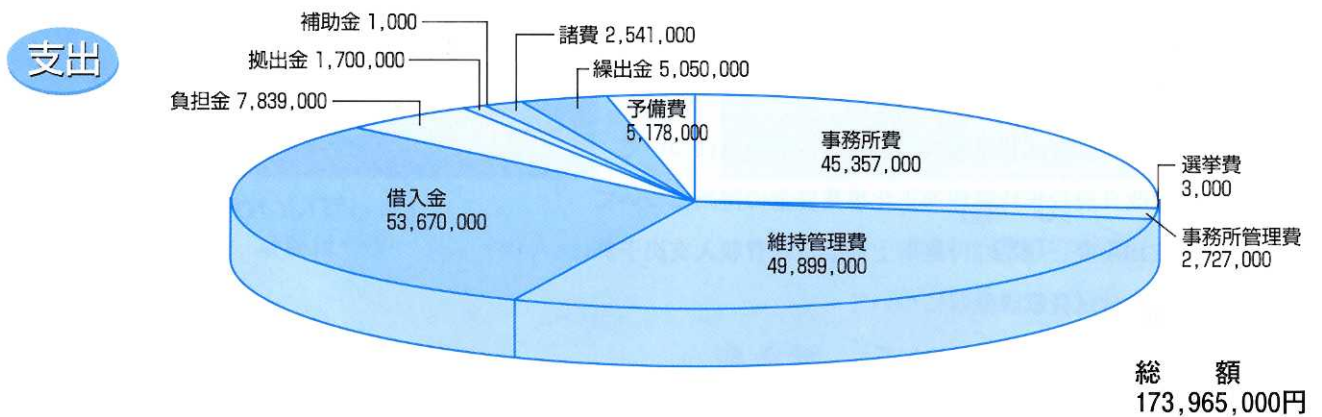 支出
補助金 1,000
拠出金 1,700,000
負担金 7,839,000
諸費 2,541,000
繰出金 5,050,000
予備費
5,178,000
事務所費
45,357,000
選挙費
3,000
事務所管理費
2,727,000
借入金
53,670,000
維持管理費
49,899,000
総 額
173,965,000円